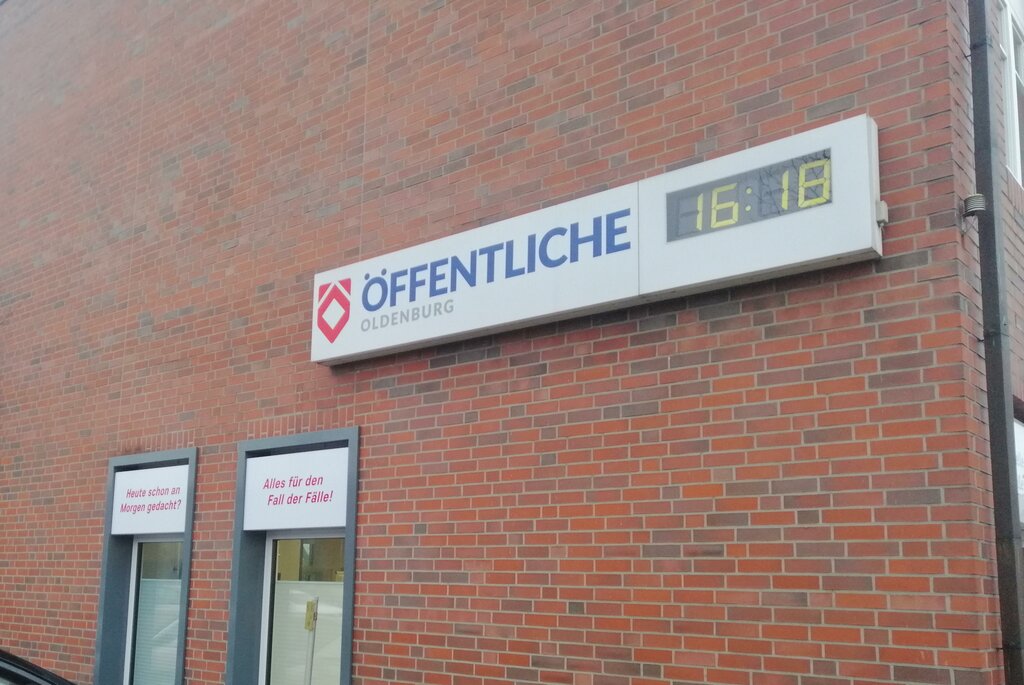 ÖFFENTLICHE
OLDENBURG
16:18
Heute schon an
Morgen gedacht?
Alles für den
Fall der Fälle!